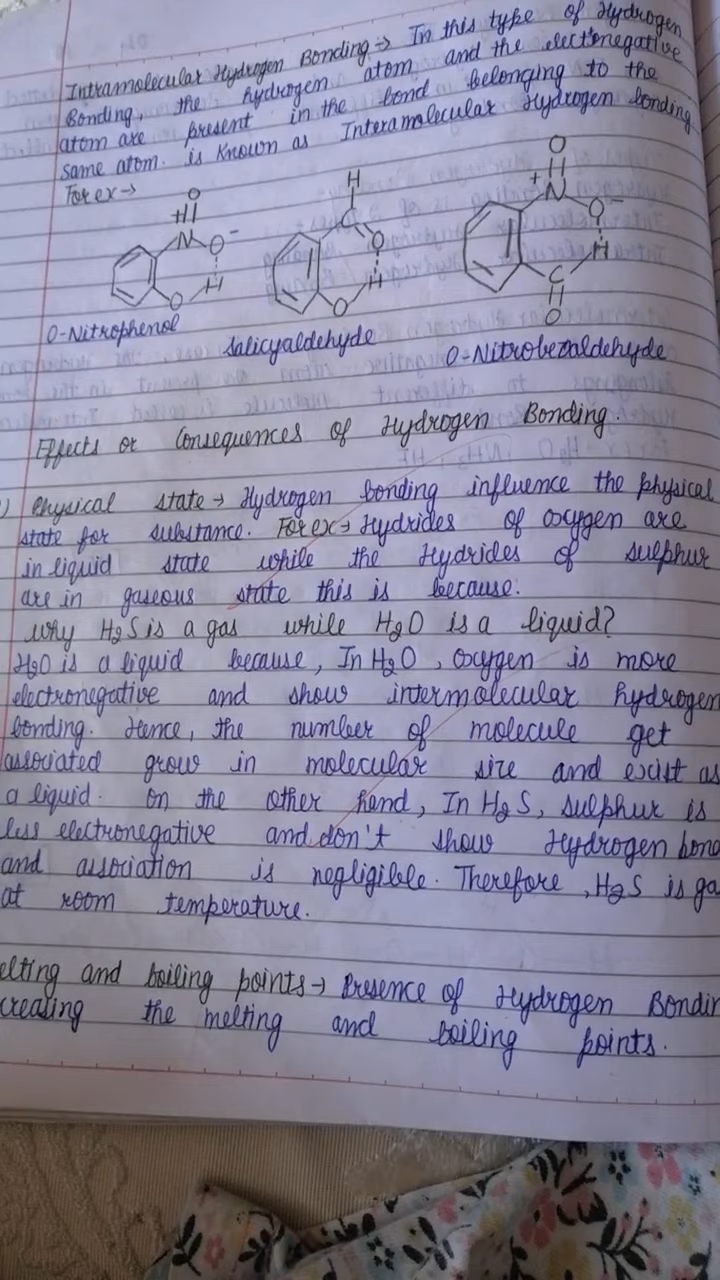 Intramolecular Hydrogen Bonding → In this type of Hydrogen
Bonding, the hydrogen atom and the electronegative
atom are present in the bond belonging to the
same atom. is known as Interamolecular Hydrogen bonding
For ex →
O
+
N
O⁻
H
O
H
C
O
H
O
O
+
N
O⁻
H
C
O
O-Nitrophenol
Salicyaldehyde
O-Nitrobezaldehyde
Effects or Consequences of Hydrogen Bonding.
) Physical state → Hydrogen bonding influence the physical
state for substance. For ex → Hydrides of oxygen are
in liquid state while the Hydrides of sulphur
are in gaseous state this is because:
Why H₂S is a gas while H₂O is a liquid?
H₂O is a liquid because, In H₂O, Oxygen is more
electronegative and show intermolecular hydrogen
bonding. Hence, the number of molecule get
associated grow in molecular size and exist as
a liquid. On the other hand, In H₂S, sulphur is
less electronegative and don't show Hydrogen bond
and association is negligible. Therefore, H₂S is ga
at room temperature.
elting and boiling points → Presence of Hydrogen Bondin
creasing the melting and boiling points.